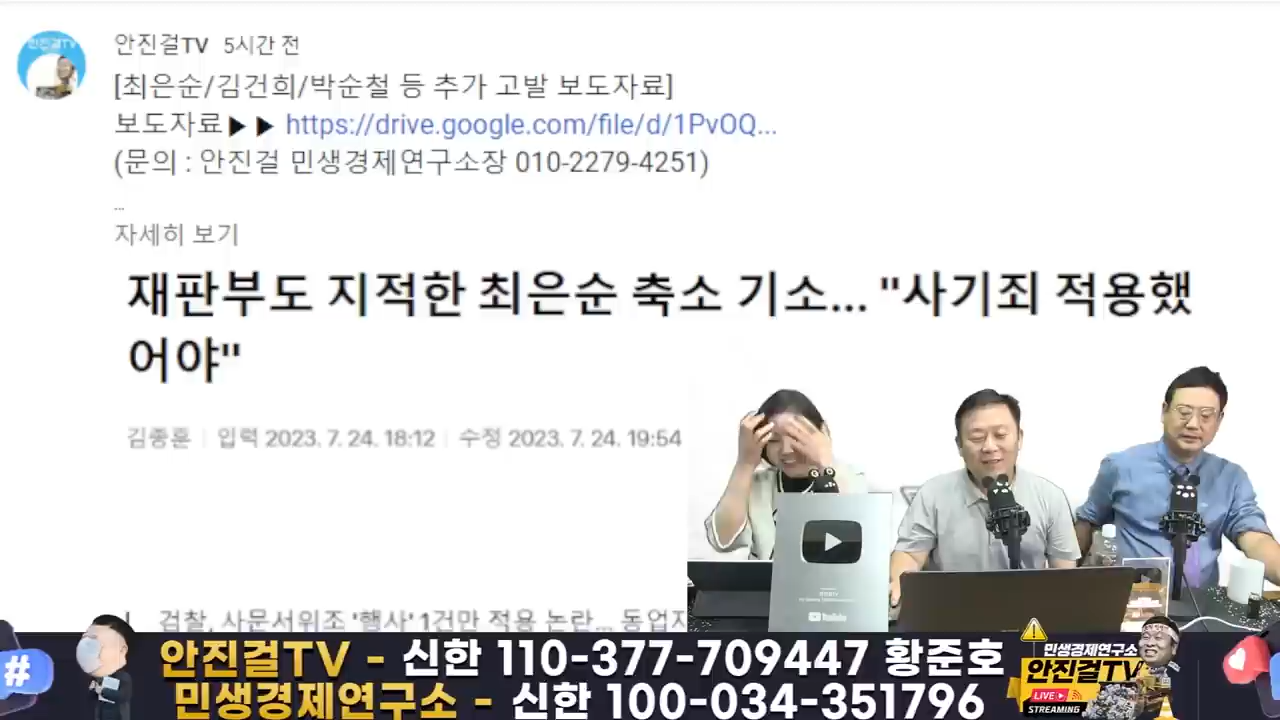 안진걸TV 5시간 전
[최은순/김건희/박순철 등 추가 고발 보도자료]
보도자료▶▶ https://drive.google.com/file/d/1PvOQ...
(문의 : 안진걸 민생경제연구소장 010-2279-4251)
...
자세히 보기
재판부도 지적한 최은순 축소 기소... "사기죄 적용했
어야"
김종훈 | 입력 2023. 7. 24. 18:12 | 수정 2023. 7. 24. 19:54
검찰, 사문서위조 '행사' 1건만 적용 논란... 동업자
YouTube
안진걸TV - 신한 110-377-709447 황준호
민생경제연구소 - 신한 100-034-351796
#
민생경제연구소
안진걸TV
LIVE
STREAMING